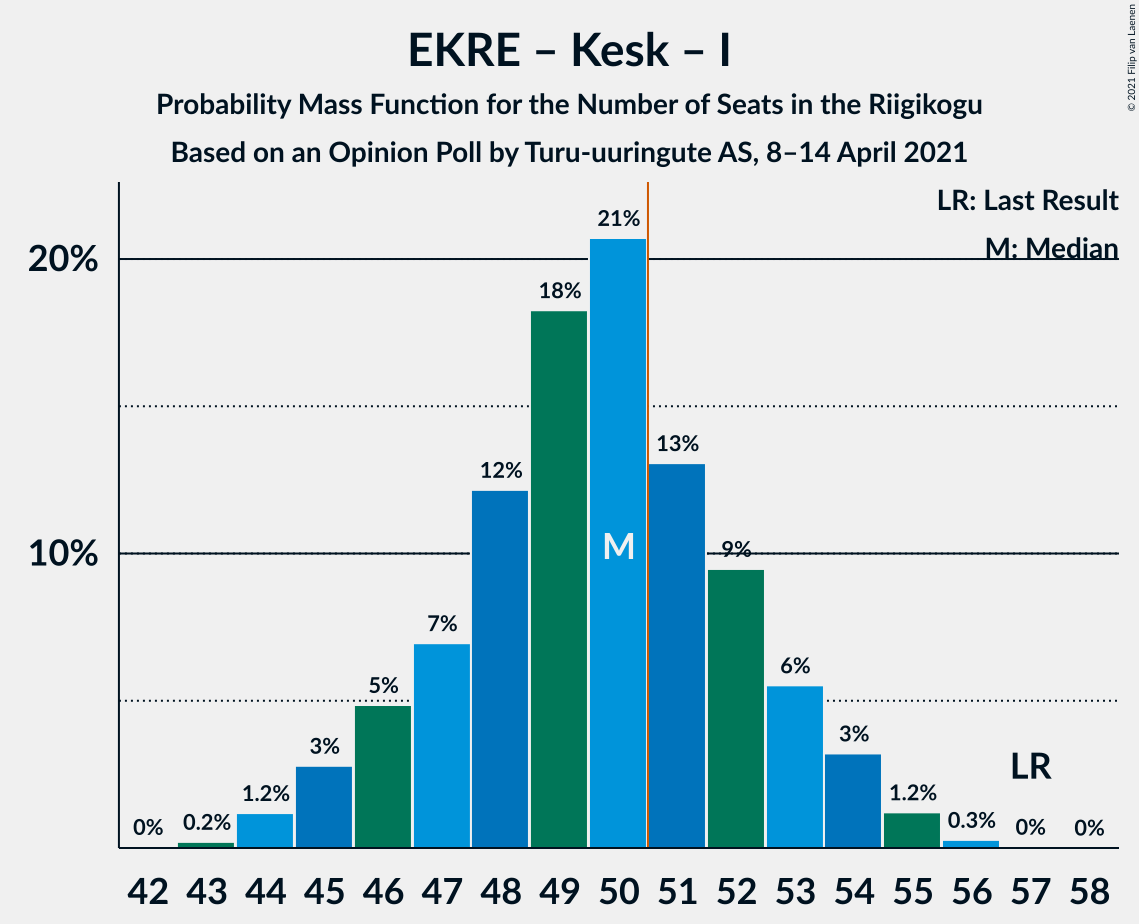 EKRE – Kesk – I
Probability Mass Function for the Number of Seats in the Riigikogu
Based on an Opinion Poll by Turu-uuringute AS, 8–14 April 2021
© 2021 Filip van Laenen
LR: Last Result
M: Median
20%
10%
0%
0.2%
1.2%
3%
5%
7%
12%
18%
21%
M
13%
9%
6%
3%
1.2%
0.3%
LR
0%
0%
42 43 44 45 46 47 48 49 50 51 52 53 54 55 56 57 58